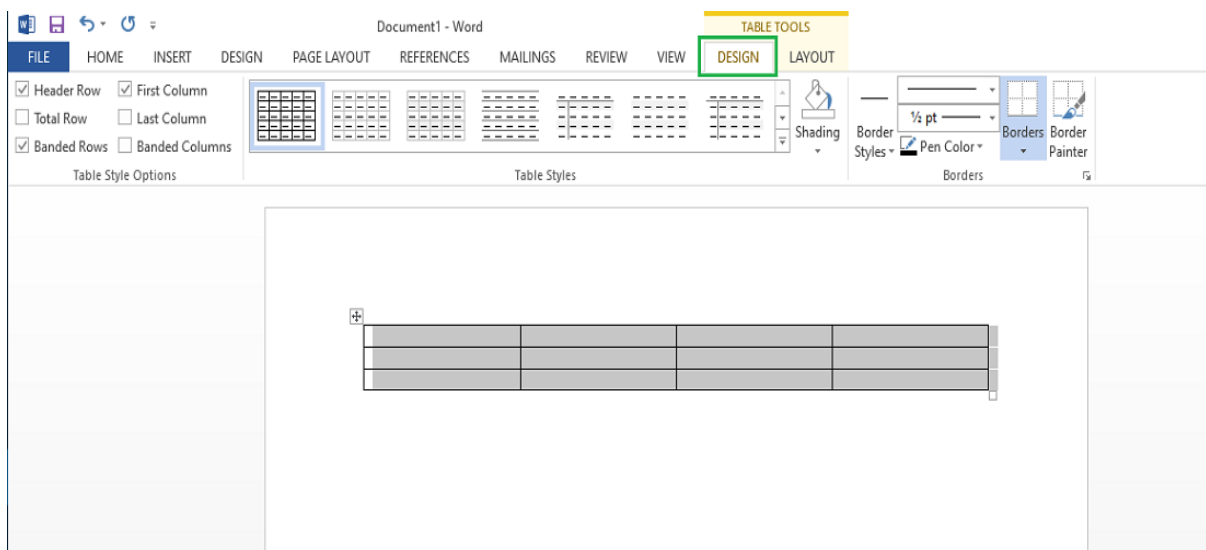 Document1 - Word
TABLE TOOLS
FILE HOME INSERT DESIGN PAGE LAYOUT REFERENCES MAILINGS REVIEW VIEW DESIGN LAYOUT
Header Row First Column
Total Row Last Column
Banded Rows Banded Columns
Table Style Options
Table Styles
Shading
Border
Styles
½ pt
Pen Color
Borders
Border
Painter
Borders